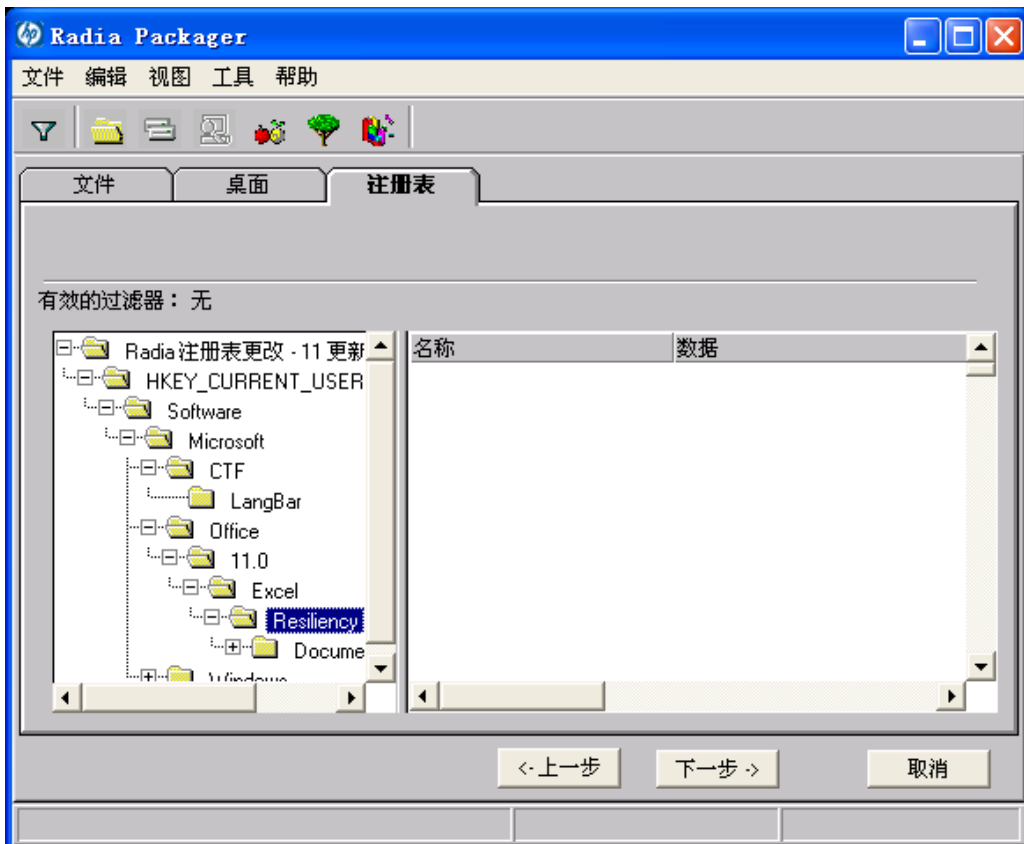 Radia Packager
文件 编辑 视图 工具 帮助
文件 桌面 注册表
有效的过滤器： 无
Radia 注册表更改 - 11 更新
HKEY_CURRENT_USER
Software
Microsoft
CTF
LangBar
Office
11.0
Excel
Resiliency
Docume
Windows
名称 数据
<- 上一步 下一步 -> 取消